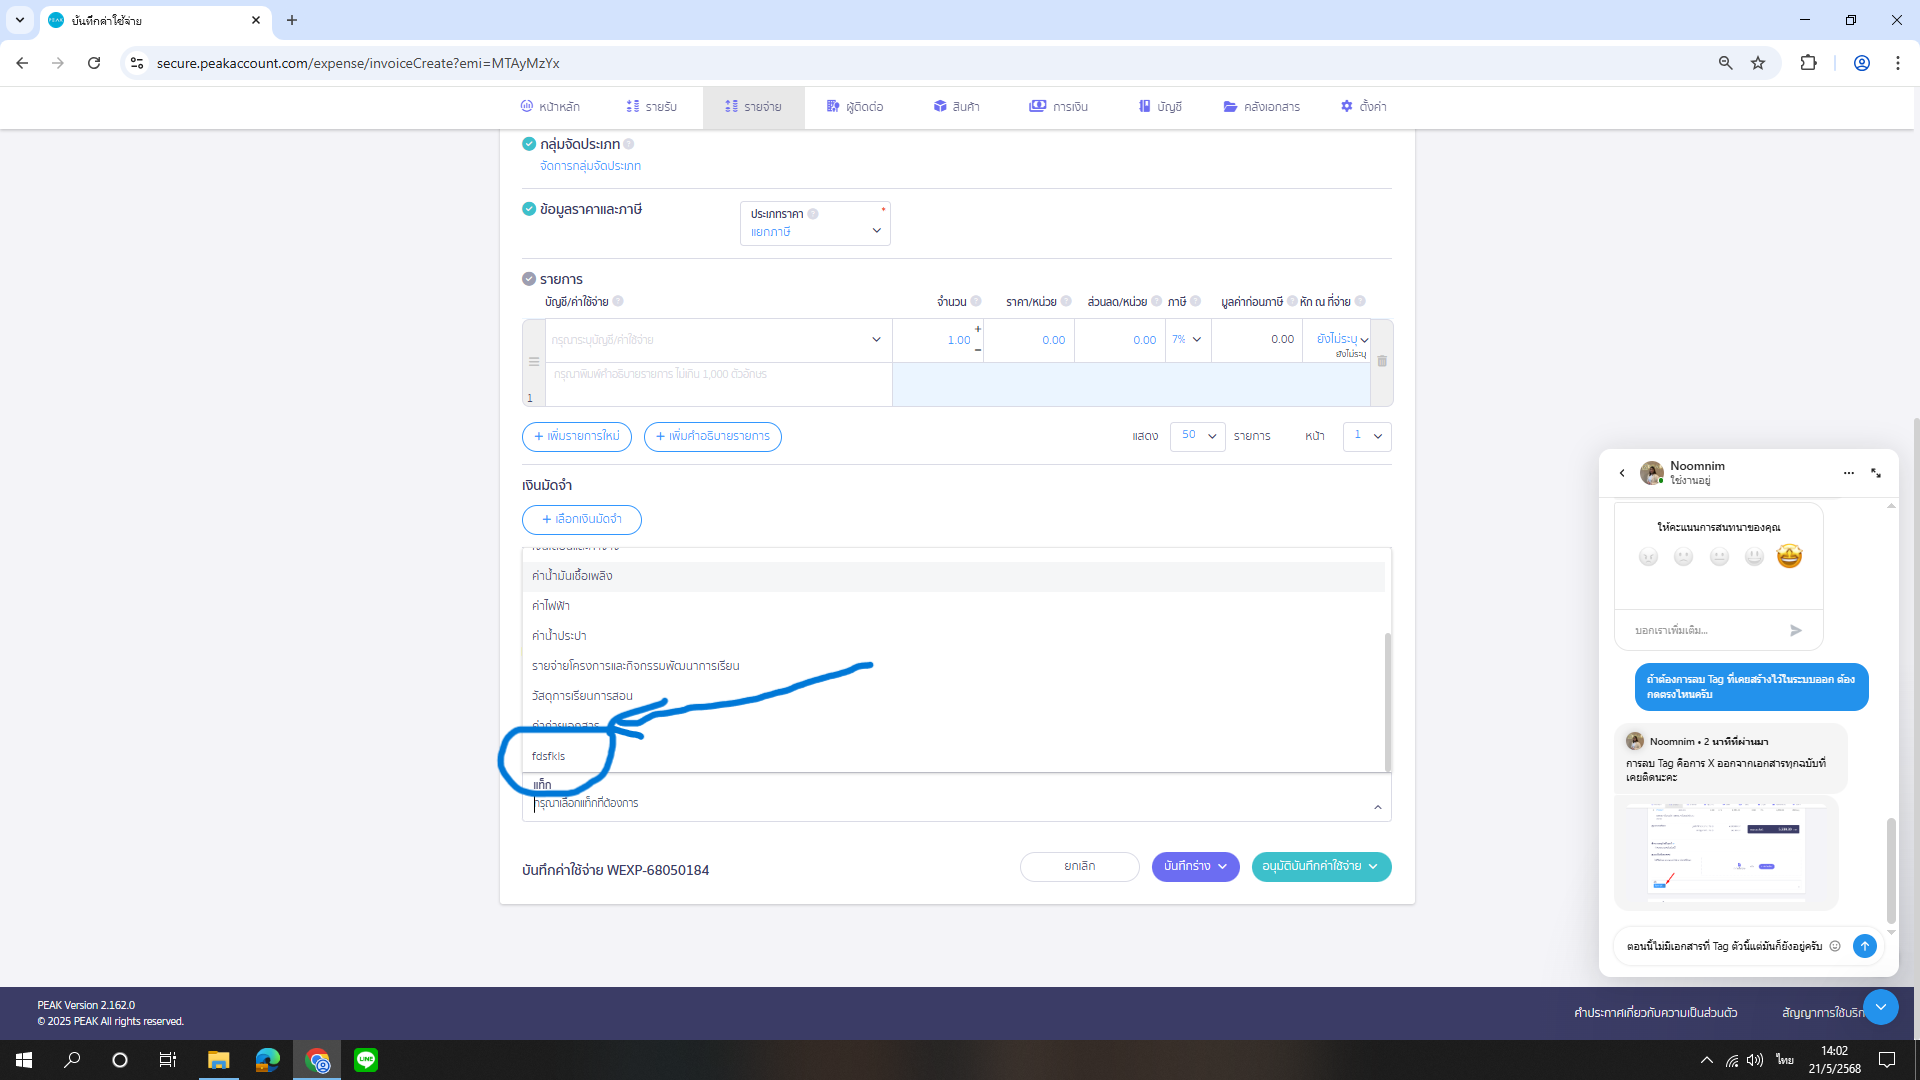 บันทึกค่าใช้จ่าย
secure.peakaccount.com/expense/invoiceCreate?emi=MTAyMzYx
หน้าหลัก รายรับ รายจ่าย ผู้ติดต่อ สินค้า การเงิน บัญชี คลังเอกสาร ตั้งค่า
กลุ่มจัดประเภท
จัดการกลุ่มจัดประเภท
ข้อมูลราคาและภาษี
ประเภทราคา *
แยกภาษี
รายการ
บัญชี/ค่าใช้จ่าย จำนวน ราคา/หน่วย ส่วนลด/หน่วย ภาษี มูลค่าก่อนภาษี หัก ณ ที่จ่าย
กรุณาระบุบัญชี/ค่าใช้จ่าย 1.00 + − 0.00 0.00 7% 0.00 ยังไม่ระบุ
ยังไม่ระบุ
กรุณาพิมพ์คำอธิบายรายการ ไม่เกิน 1,000 ตัวอักษร
1
+ เพิ่มรายการใหม่ + เพิ่มคำอธิบายรายการ แสดง 50 รายการ หน้า 1
เงินมัดจำ
+ เลือกเงินมัดจำ
ค่าน้ำมันเชื้อเพลิง
ค่าไฟฟ้า
ค่าน้ำประปา
รายจ่ายโครงการและกิจกรรมพัฒนาการเรียน
วัสดุการเรียนการสอน
ค่าถ่ายเอกสาร
fdsfkls
แท็ก
กรุณาเลือกแท็กที่ต้องการ
บันทึกค่าใช้จ่าย WEXP-68050184 ยกเลิก บันทึกร่าง อนุมัติบันทึกค่าใช้จ่าย
Noomnim
ใช้งานอยู่
ให้คะแนนการสนทนาของคุณ
บอกเราเพิ่มเติม...
ถ้าต้องการลบ Tag ที่เคยสร้างไว้ในระบบออก ต้อง
กดตรงไหนครับ
Noomnim • 2 นาทีที่ผ่านมา
การลบ Tag คือการ X ออกจากเอกสารทุกฉบับที่
เคยติดนะคะ
ตอนนี้ไม่มีเอกสารที่ Tag ตัวนี้แต่มันก็ยังอยู่ครับ
PEAK Version 2.162.0
© 2025 PEAK All rights reserved.
คำประกาศเกี่ยวกับความเป็นส่วนตัว สัญญาการใช้บริก
LINE
ไทย
14:02
21/5/2568